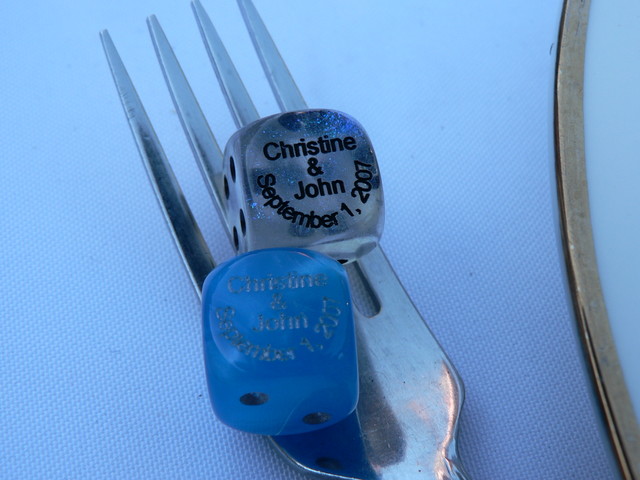 Christine
&
John
September 1, 2007
Christine
&
John
September 1, 2007